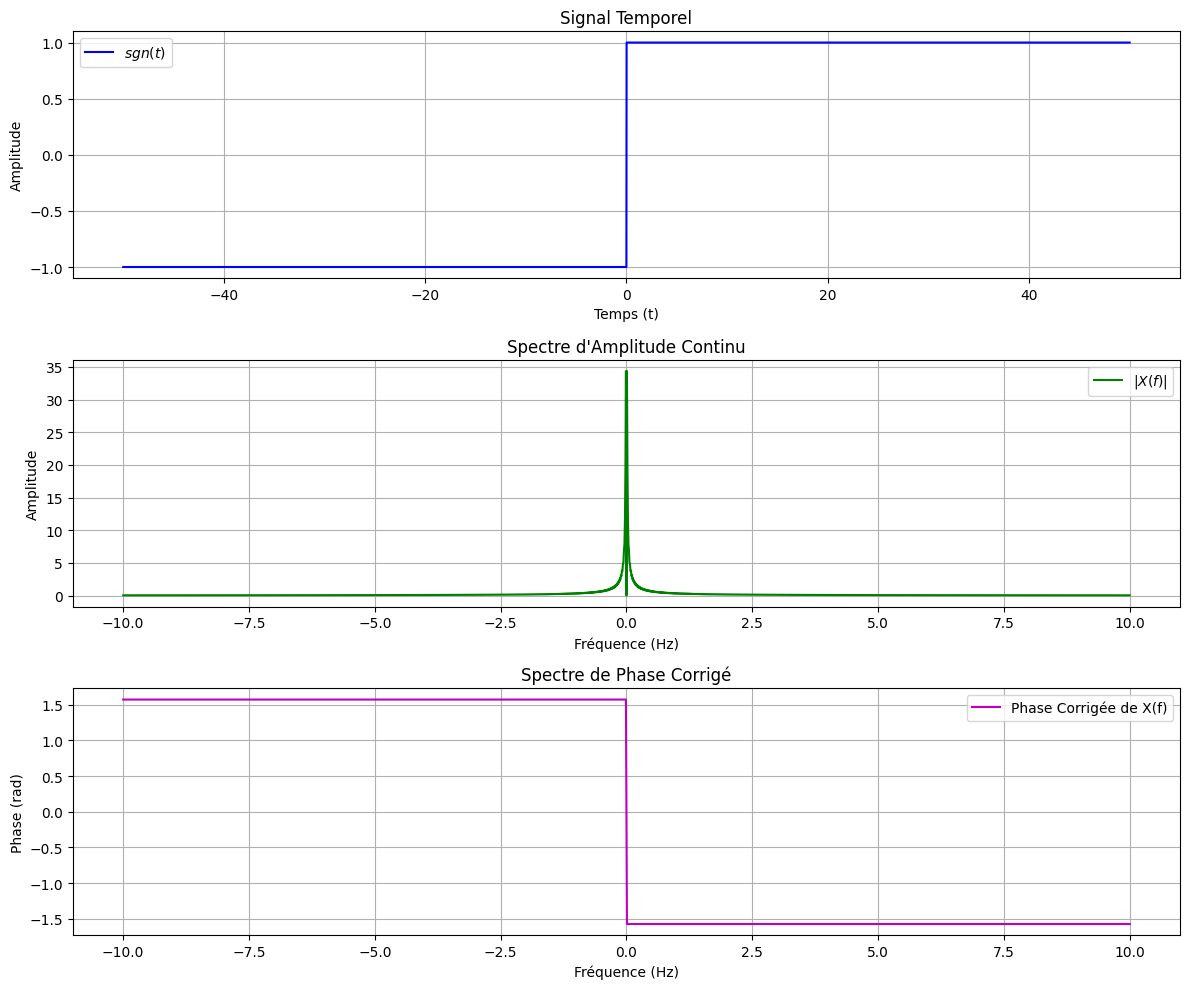 Signal Temporel
sgn(t)
Amplitude
1.0
0.5
0.0
−0.5
−1.0
−40 −20 0 20 40
Temps (t)
Spectre d'Amplitude Continu
|X(f)|
Amplitude
35
30
25
20
15
10
5
0
−10.0 −7.5 −5.0 −2.5 0.0 2.5 5.0 7.5 10.0
Fréquence (Hz)
Spectre de Phase Corrigé
Phase Corrigée de X(f)
Phase (rad)
1.5
1.0
0.5
0.0
−0.5
−1.0
−1.5
−10.0 −7.5 −5.0 −2.5 0.0 2.5 5.0 7.5 10.0
Fréquence (Hz)